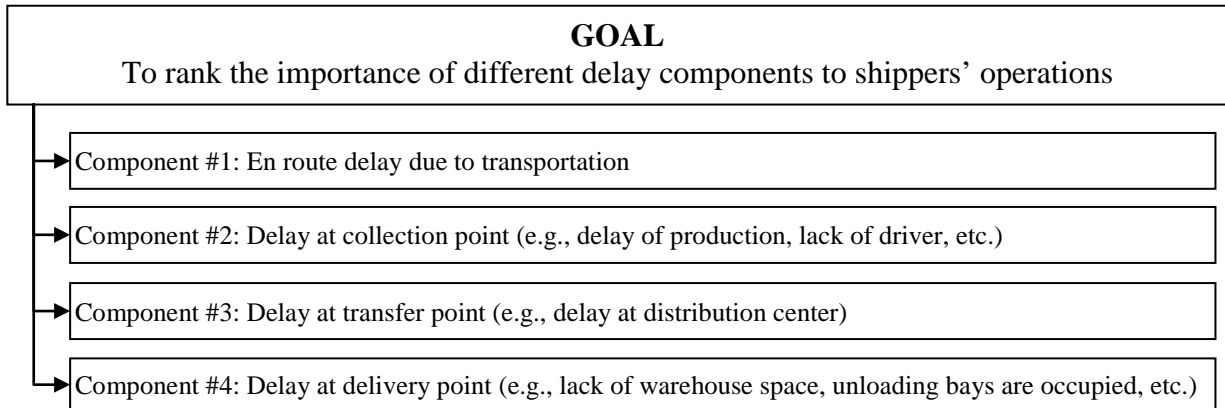 GOAL
To rank the importance of different delay components to shippers’ operations
Component #1: En route delay due to transportation
Component #2: Delay at collection point (e.g., delay of production, lack of driver, etc.)
Component #3: Delay at transfer point (e.g., delay at distribution center)
Component #4: Delay at delivery point (e.g., lack of warehouse space, unloading bays are occupied, etc.)